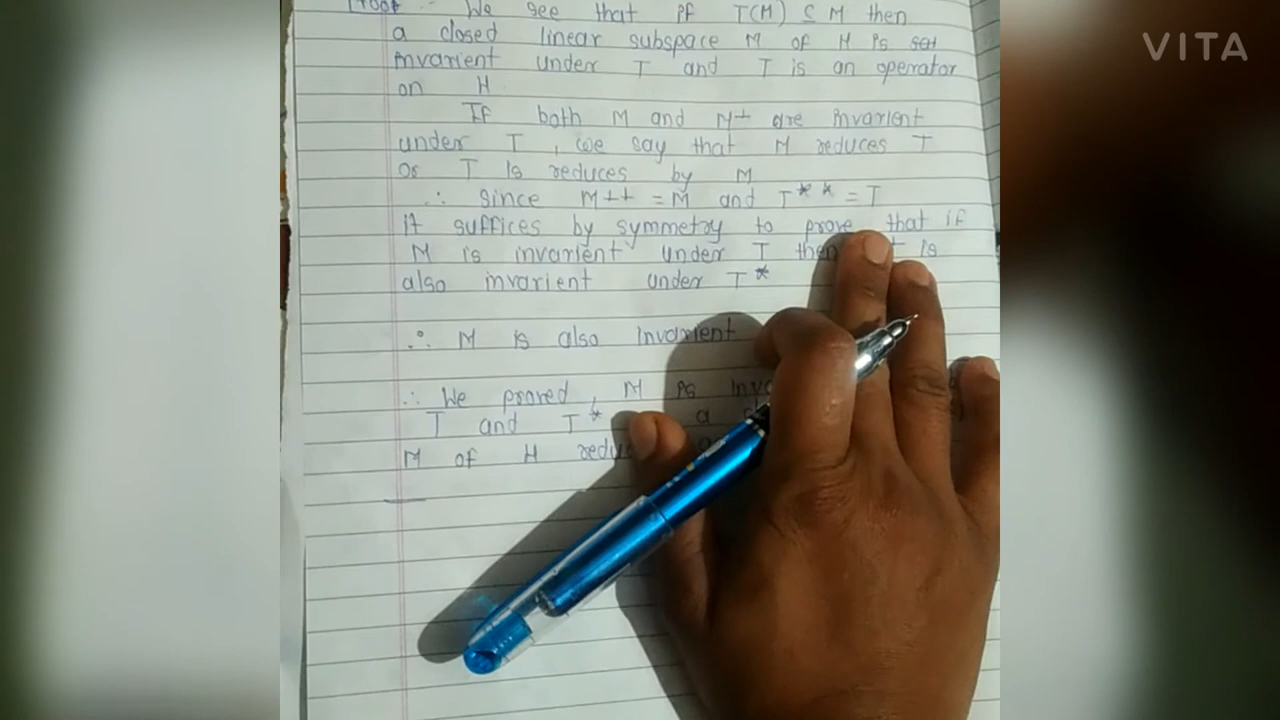 Proof :- We see that if T(M) ⊆ M then
a closed linear subspace M of H is
invarient under T and T is an operator
on H
If both M and M⊥ are invarient
under T, we say that M reduces T
or T is reduces by M
∴ since M⊥⊥ = M and T** = T
it suffices by symmetry to prove that if
M is invarient under T then is
also invarient under T*
∴ M is also invarient
∴ We proved, M is
T and T* a
M of H
VITA